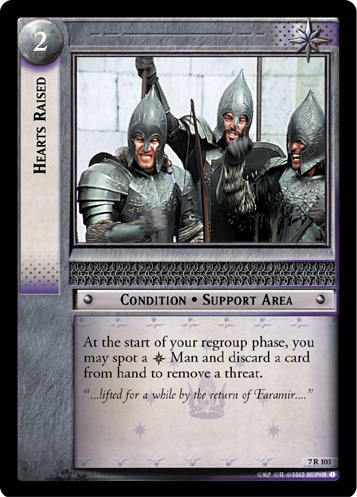 2
HEARTS RAISED
CONDITION • SUPPORT AREA
At the start of your regroup phase, you
may spot a Man and discard a card
from hand to remove a threat.
"...lifted for a while by the return of Faramir...."
7 R 103